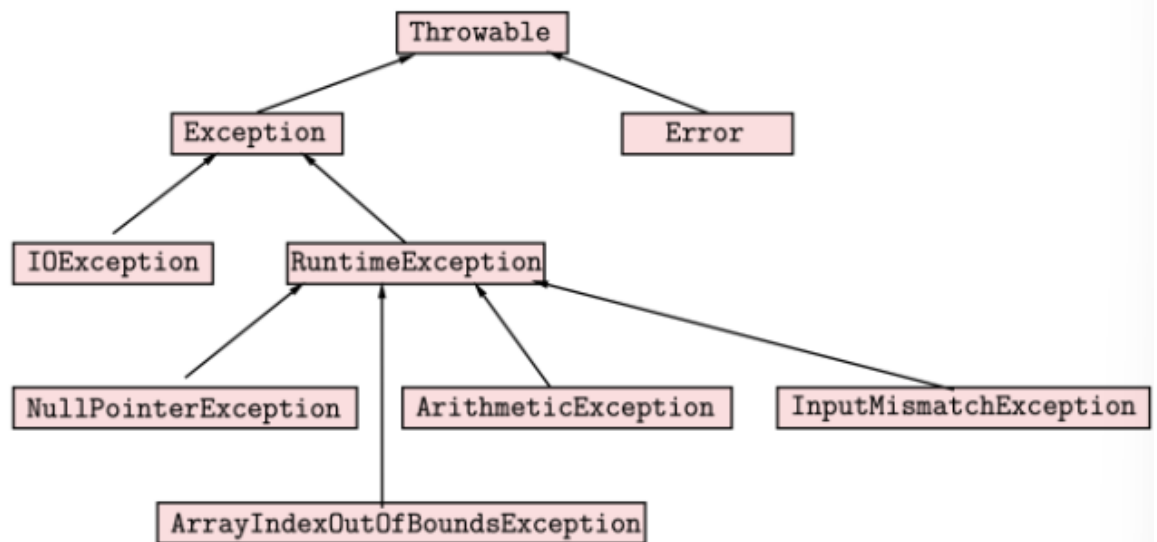 Throwable
Exception
Error
IOException
RuntimeException
NullPointerException
ArithmeticException
InputMismatchException
ArrayIndexOutOfBoundsException